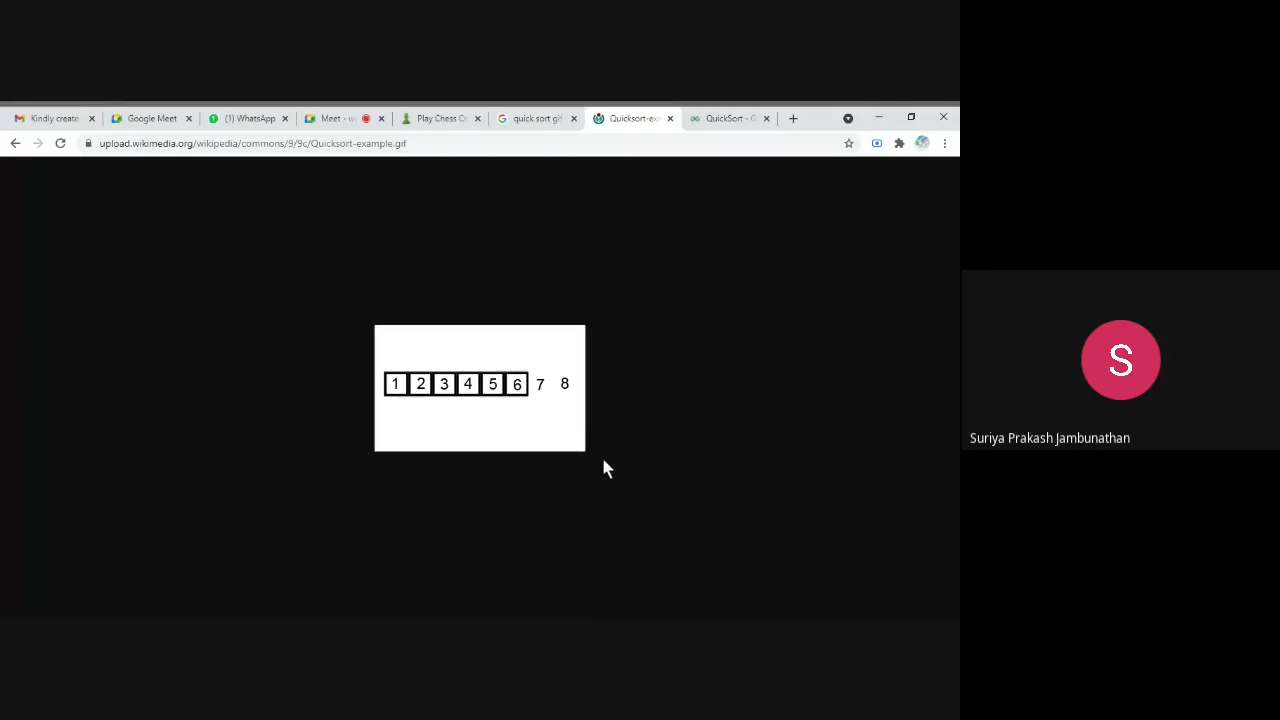 Kindly create
Google Meet
(1) WhatsApp
Meet - w
Play Chess O
quick sort gif
Quicksort-exa
QuickSort - G
upload.wikimedia.org/wikipedia/commons/9/9c/Quicksort-example.gif
1 2 3 4 5 6 7 8
S
Suriya Prakash Jambunathan